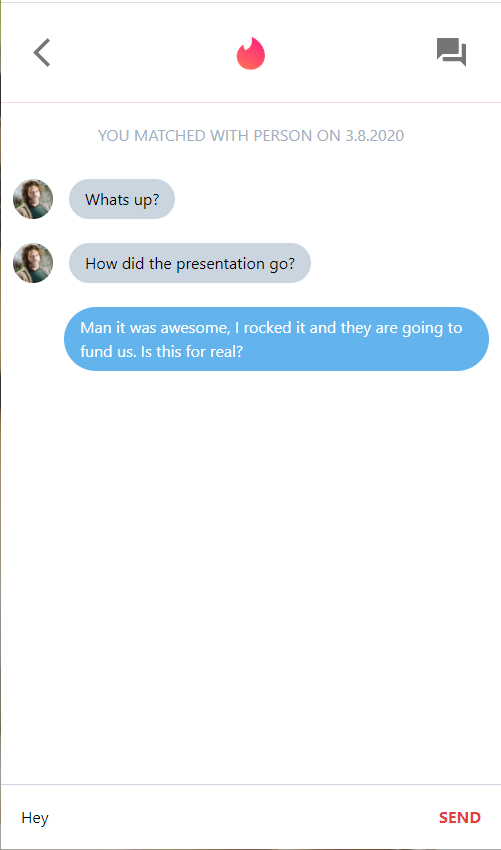 YOU MATCHED WITH PERSON ON 3.8.2020
Whats up?
How did the presentation go?
Man it was awesome, I rocked it and they are going to
fund us. Is this for real?
Hey
SEND